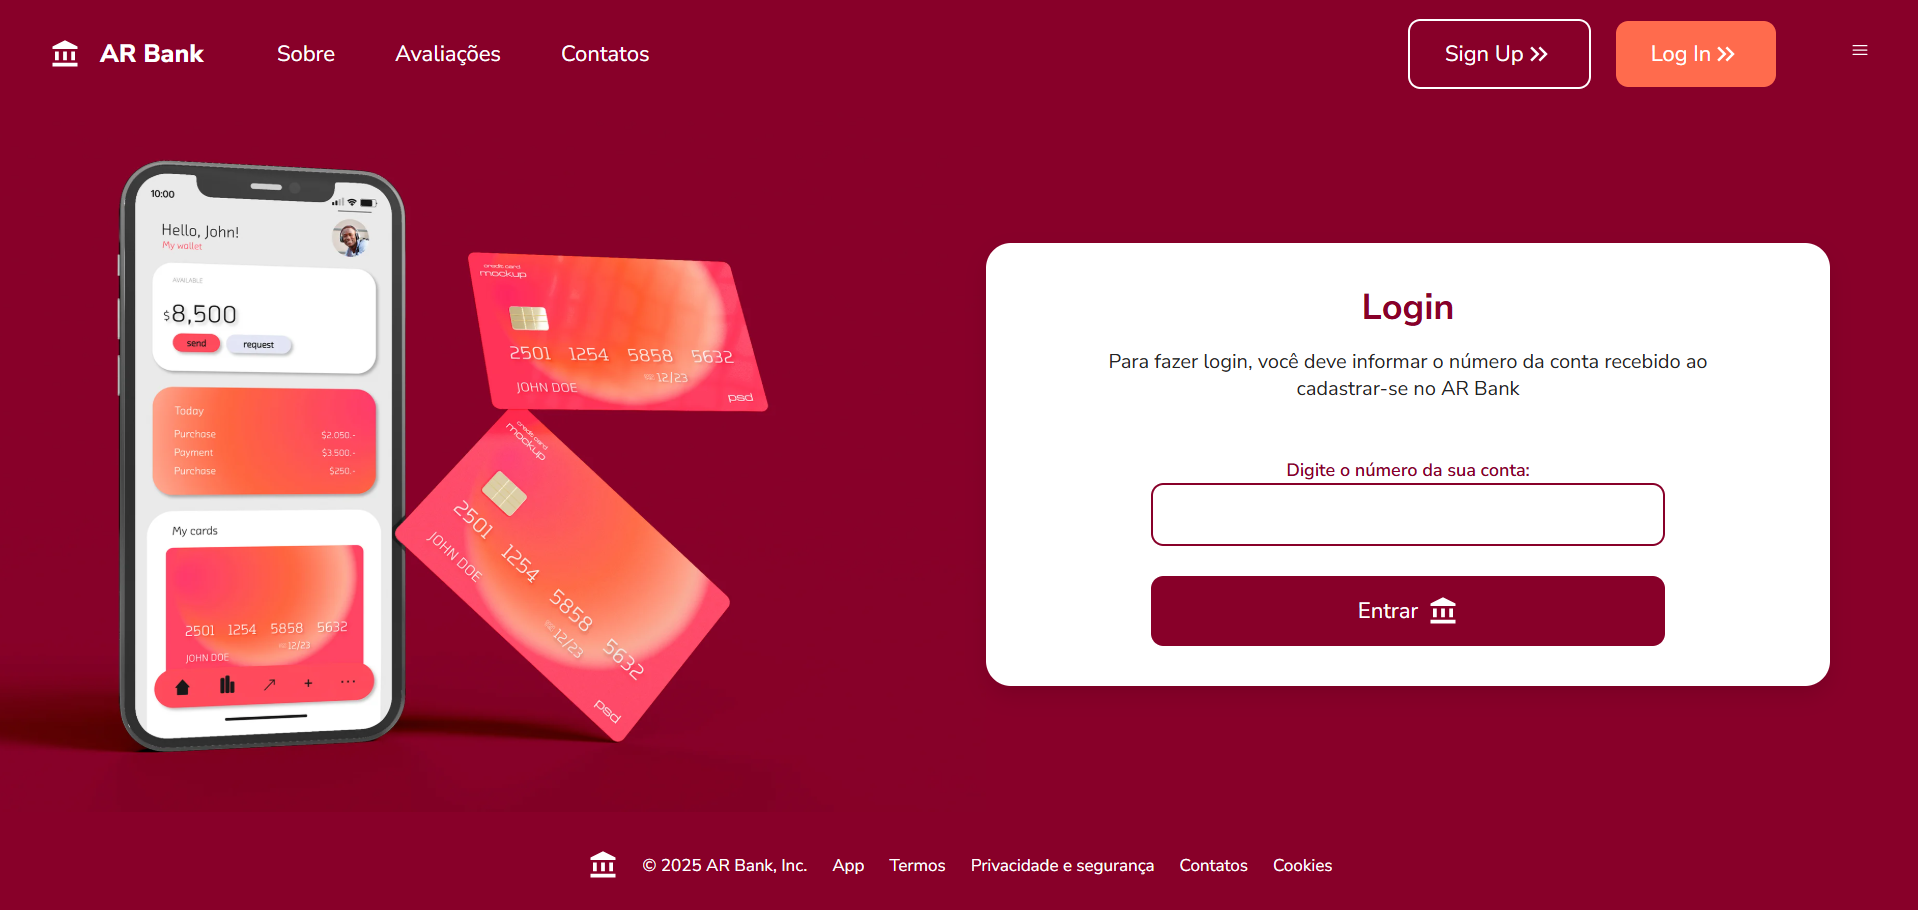 AR Bank
Sobre
Avaliações
Contatos
Sign Up
Log In
10:00
Hello, John!
My wallet
AVAILABLE
$8,500
send
request
Today
Purchase $2.050.-
Payment $3.500.-
Purchase $250.-
My cards
2501 1254 5858 5632
12/23
JOHN DOE
credit card
mockup
2501 1254 5858 5632
12/23
JOHN DOE
psd
credit card
mockup
2501 1254 5858 5632
12/23
JOHN DOE
psd
Login
Para fazer login, você deve informar o número da conta recebido ao
cadastrar-se no AR Bank
Digite o número da sua conta:
Entrar
© 2025 AR Bank, Inc.
App
Termos
Privacidade e segurança
Contatos
Cookies